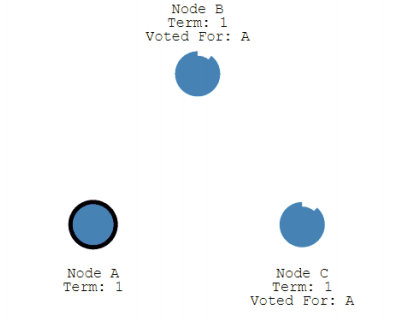 Node B
Term: 1
Voted For: A
Node A
Term: 1
Node C
Term: 1
Voted For: A